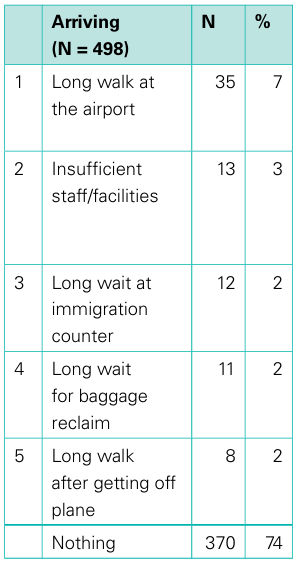 Arriving N %
(N = 498)
1 Long walk at 35 7
the airport
2 Insufficient 13 3
staff/facilities
3 Long wait at 12 2
immigration
counter
4 Long wait 11 2
for baggage
reclaim
5 Long walk 8 2
after getting off
plane
Nothing 370 74